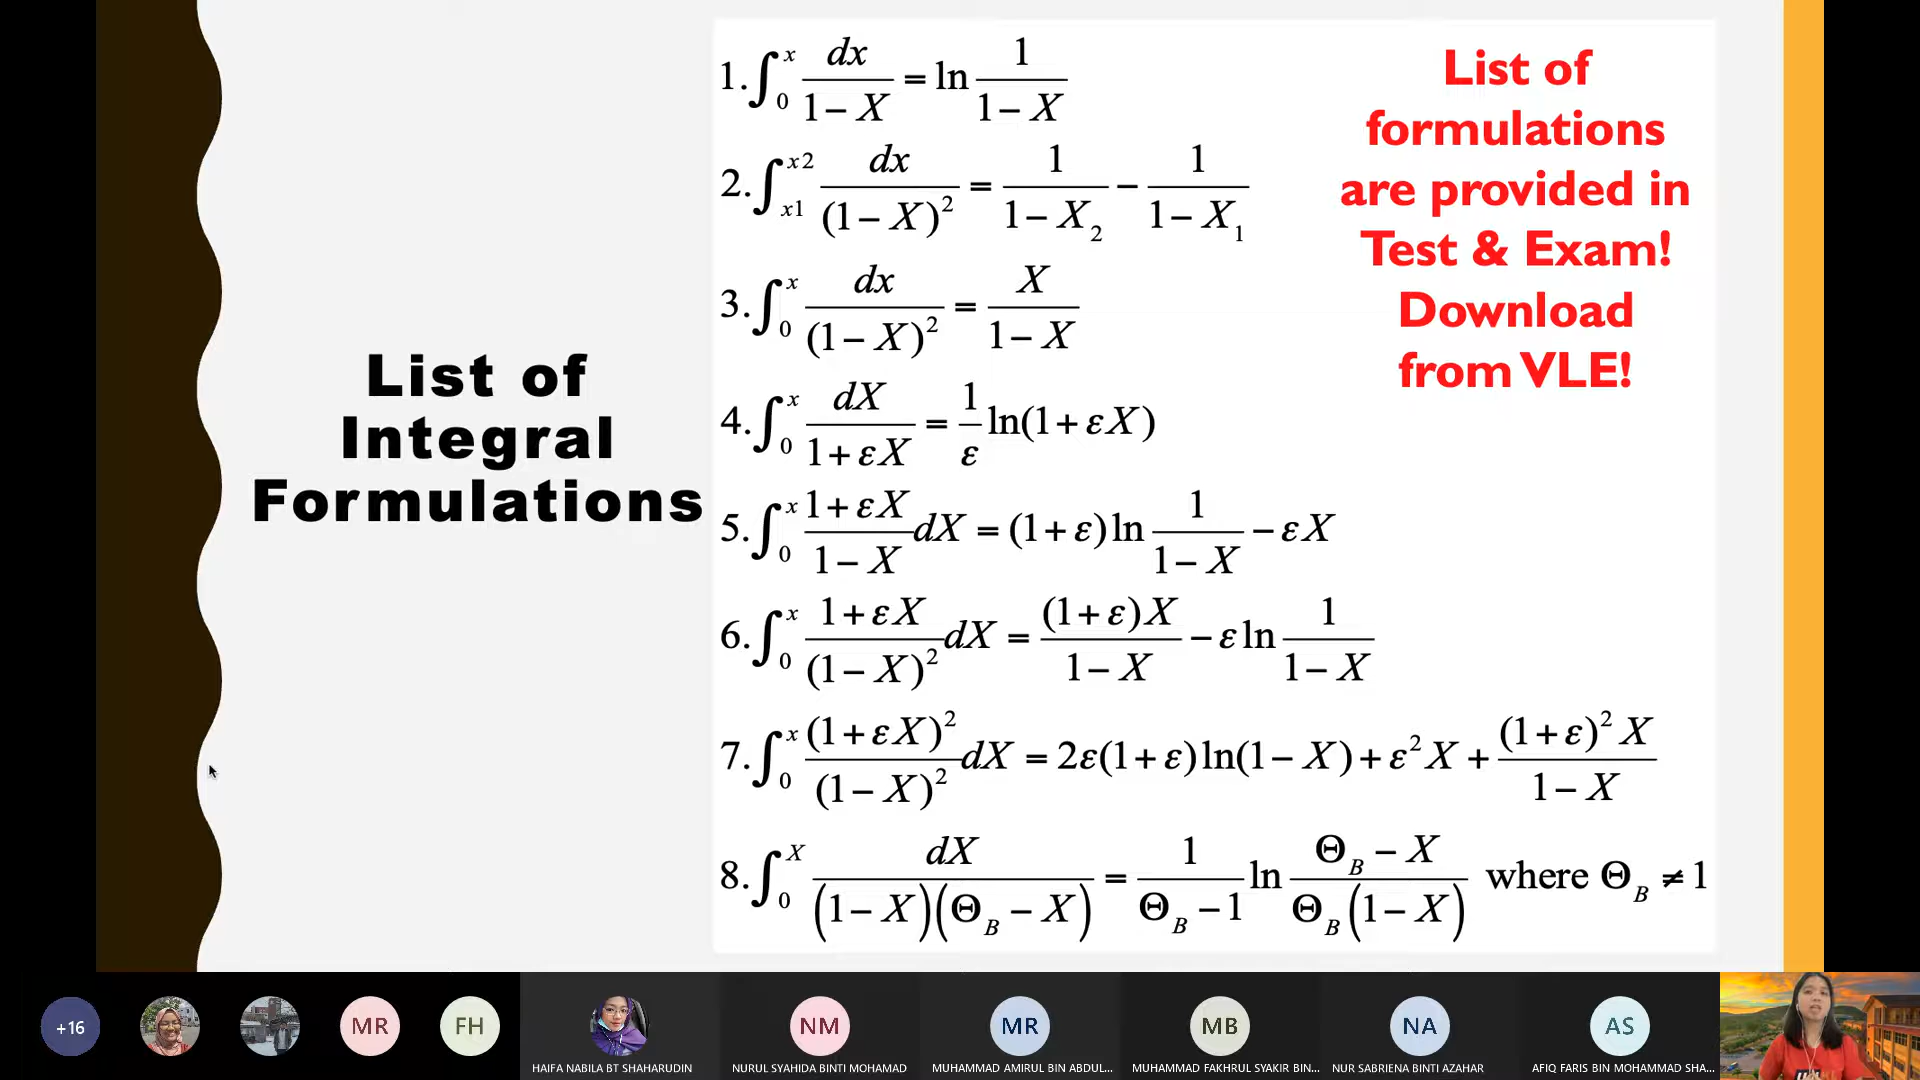 List of
Integral
Formulations
1. ∫₀ˣ dx/(1 − X) = ln 1/(1 − X)
2. ∫ₓ₁ˣ² dx/(1 − X)² = 1/(1 − X₂) − 1/(1 − X₁)
3. ∫₀ˣ dx/(1 − X)² = X/(1 − X)
4. ∫₀ˣ dX/(1 + εX) = 1/ε ln(1 + εX)
5. ∫₀ˣ (1 + εX)/(1 − X) dX = (1 + ε) ln 1/(1 − X) − εX
6. ∫₀ˣ (1 + εX)/(1 − X)² dX = (1 + ε)X/(1 − X) − ε ln 1/(1 − X)
7. ∫₀ˣ (1 + εX)²/(1 − X)² dX = 2ε(1 + ε) ln(1 − X) + ε²X + (1 + ε)² X/(1 − X)
8. ∫₀ˣ dX/((1 − X)(Θ_B − X)) = 1/(Θ_B − 1) ln (Θ_B − X)/(Θ_B(1 − X)) where Θ_B ≠ 1
List of
formulations
are provided in
Test & Exam!
Download
from VLE!
+16
MR
FH
HAIFA NABILA BT SHAHARUDIN
NM
NURUL SYAHIDA BINTI MOHAMAD
MR
MUHAMMAD AMIRUL BIN ABDUL...
MB
MUHAMMAD FAKHRUL SYAKIR BIN...
NA
NUR SABRIENA BINTI AZAHAR
AS
AFIQ FARIS BIN MOHAMMAD SHA...